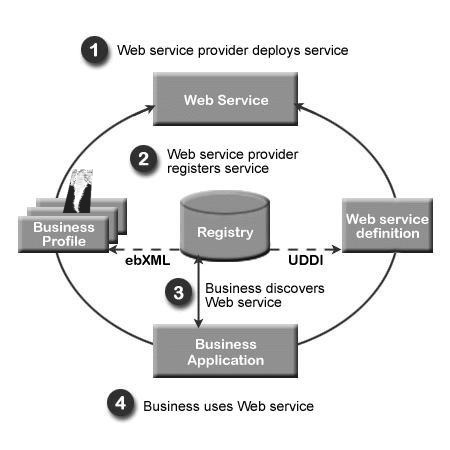 1 Web service provider deploys service
Web Service
2 Web service provider
registers service
Business
Profile
Registry
Web service
definition
ebXML
UDDI
3 Business discovers
Web service
Business
Application
4 Business uses Web service